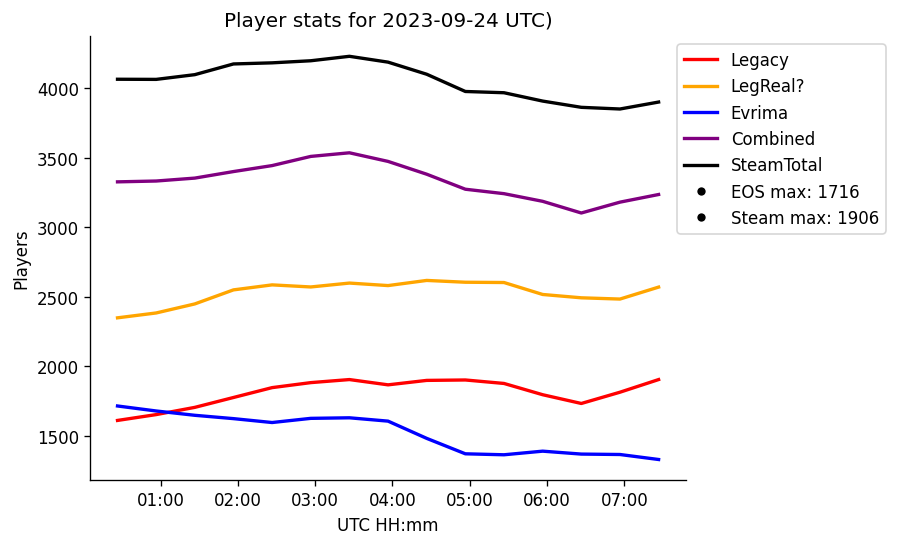 Player stats for 2023-09-24 UTC)
Legacy
LegReal?
Evrima
Combined
SteamTotal
EOS max: 1716
Steam max: 1906
Players
4000
3500
3000
2500
2000
1500
01:00 02:00 03:00 04:00 05:00 06:00 07:00
UTC HH:mm